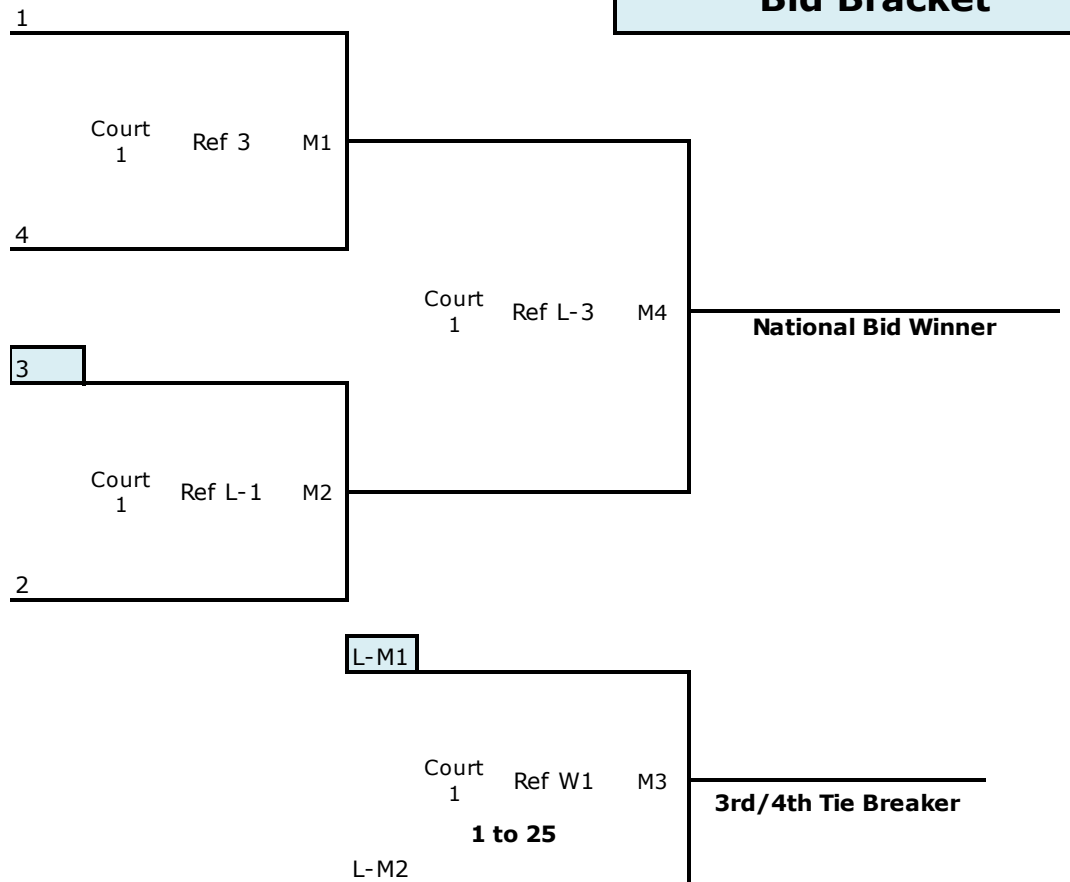 Bid Bracket
1
Court
1
Ref 3
M1
4
Court
1
Ref L-3
M4
National Bid Winner
3
Court
1
Ref L-1
M2
2
L-M1
Court
1
Ref W1
M3
3rd/4th Tie Breaker
1 to 25
L-M2